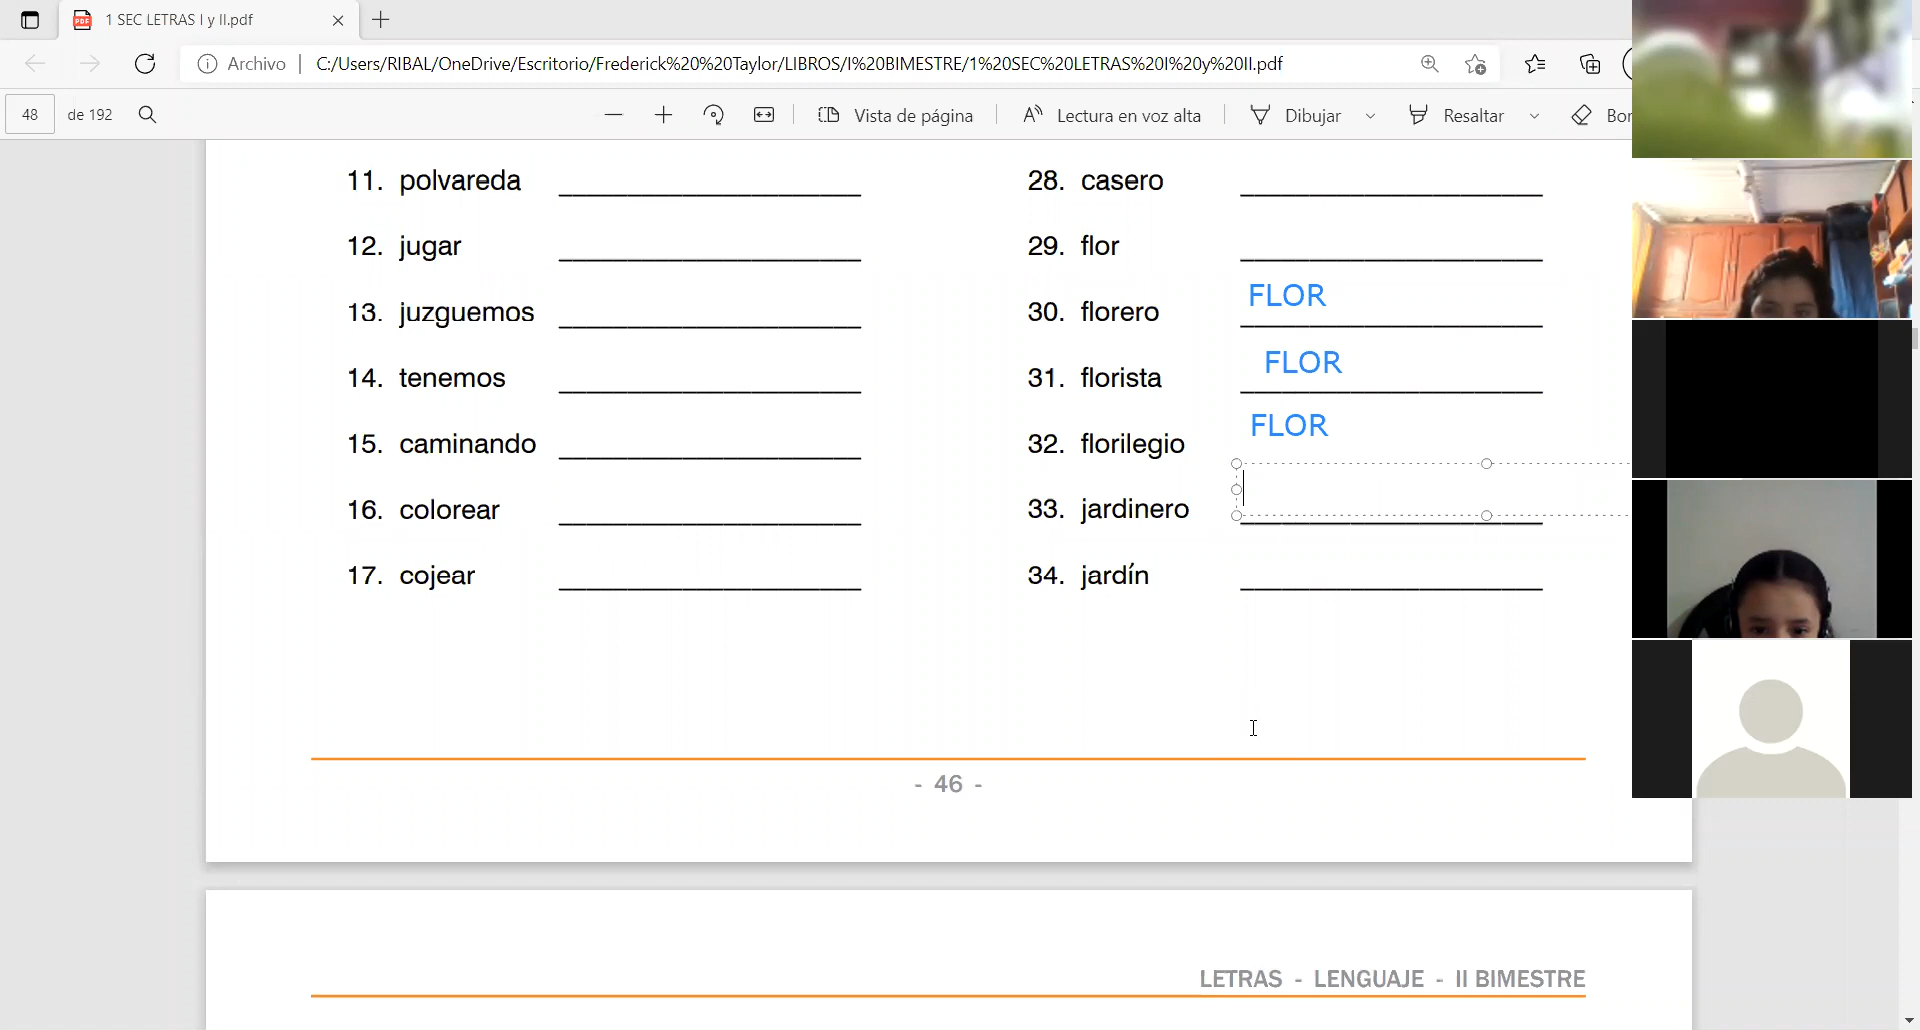 1 SEC LETRAS I y II.pdf
Archivo C:/Users/RIBAL/OneDrive/Escritorio/Frederick%20%20Taylor/LIBROS/I%20BIMESTRE/1%20SEC%20LETRAS%20I%20y%20II.pdf
48 de 192 Vista de página Lectura en voz alta Dibujar Resaltar Bor
11. polvareda
12. jugar
13. juzguemos
14. tenemos
15. caminando
16. colorear
17. cojear
28. casero
29. flor
FLOR
30. florero
FLOR
31. florista
FLOR
32. florilegio
33. jardinero
34. jardín
- 46 -
LETRAS - LENGUAJE - II BIMESTRE